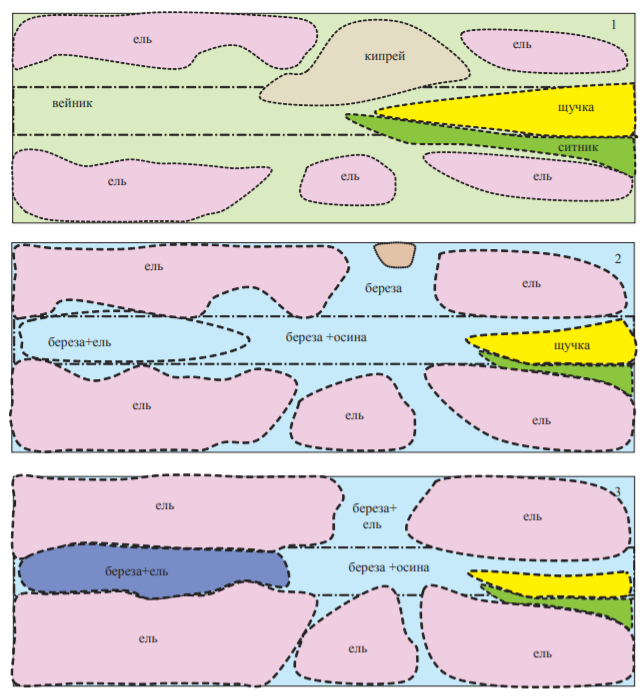 1
ель
ель
кипрей
вейник
щучка
ситник
ель
ель
ель
2
ель
ель
береза
береза+ель
береза +осина
щучка
ель
ель
ель
3
ель
береза+
ель
ель
береза+ель
береза +осина
ель
ель
ель